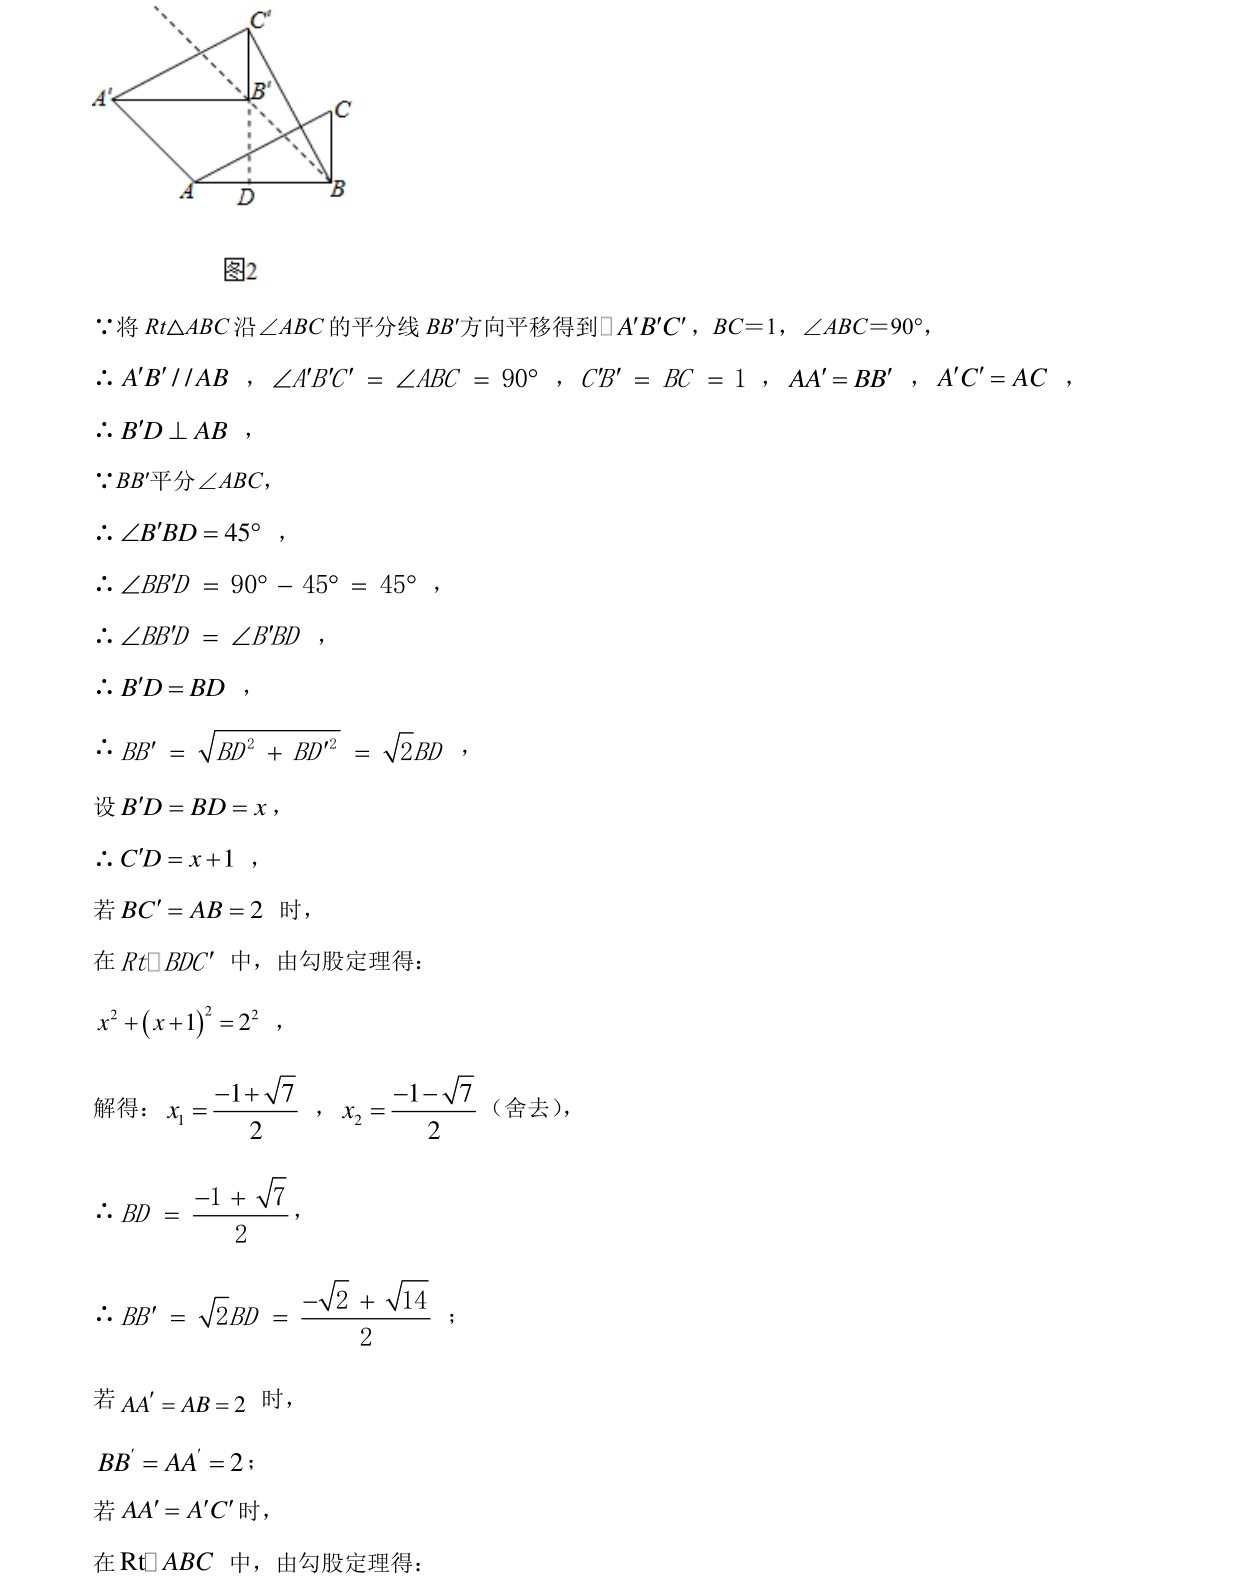 C'
A'
B'
C
A
D
B
图2
∵将 Rt△ABC 沿∠ABC 的平分线 BB′方向平移得到□A′B′C′，BC＝1，∠ABC＝90°，
∴ A′B′//AB ，∠A′B′C′ = ∠ABC = 90° ，C′B′ = BC = 1 ，AA′ = BB′ ，A′C′ = AC ，
∴ B′D ⊥ AB ，
∵BB′平分∠ABC，
∴ ∠B′BD = 45° ，
∴ ∠BB′D = 90° − 45° = 45° ，
∴ ∠BB′D = ∠B′BD ，
∴ B′D = BD ，
∴ BB′ = √(BD² + BD′²) = √2BD ，
设 B′D = BD = x，
∴ C′D = x+1 ，
若 BC′ = AB = 2 时，
在 Rt□BDC′ 中，由勾股定理得：
x² + (x+1)² = 2² ，
解得：x₁ = (−1+√7)/2 ，x₂ = (−1−√7)/2（舍去），
∴ BD = (−1 + √7)/2，
∴ BB′ = √2BD = (−√2 + √14)/2 ；
若 AA′ = AB = 2 时，
BB′ = AA′ = 2；
若 AA′ = A′C′ 时，
在 Rt□ABC 中，由勾股定理得：